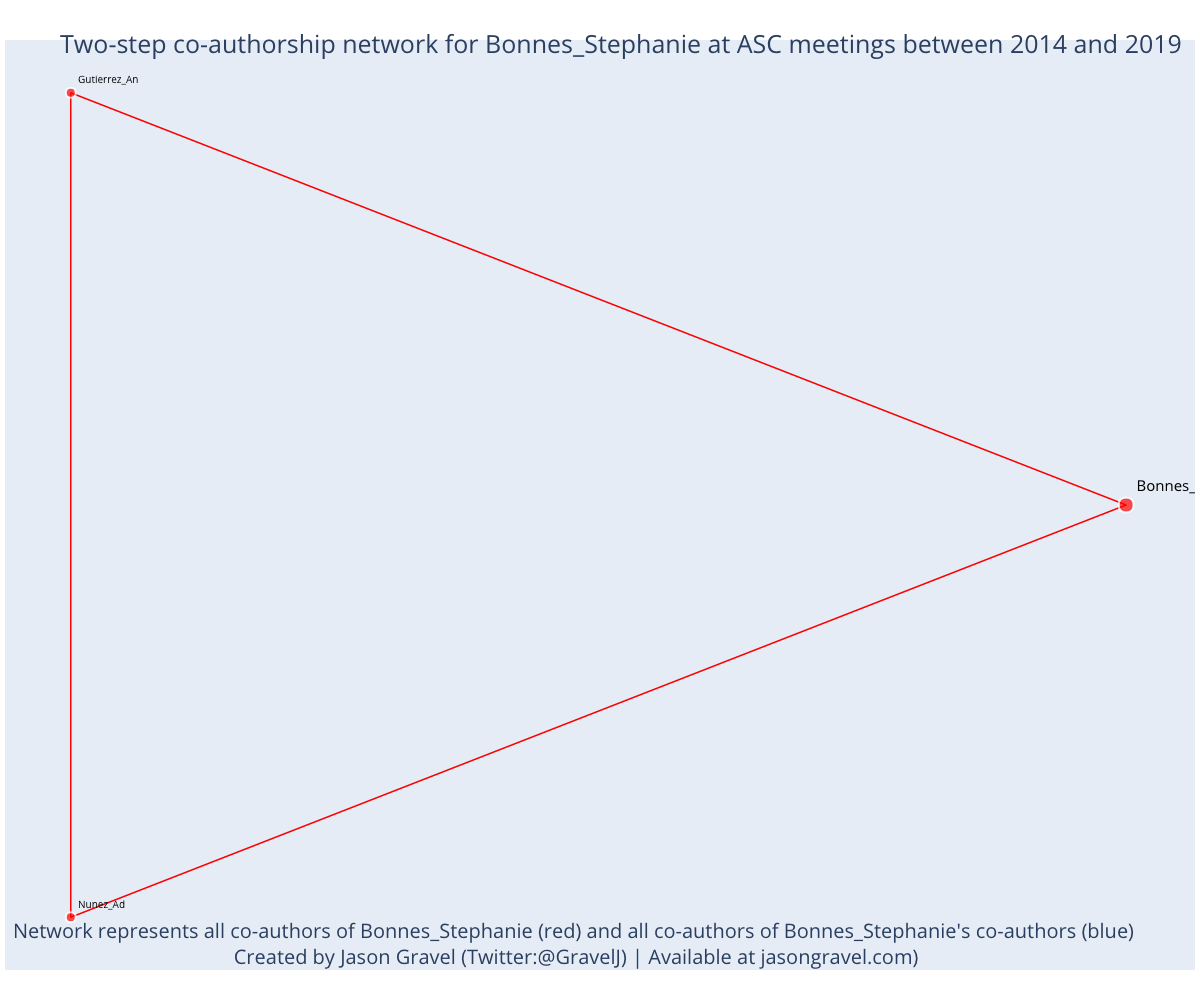 Two-step co-authorship network for Bonnes_Stephanie at ASC meetings between 2014 and 2019
Gutierrez_An
Bonnes_
Nunez_Ad
Network represents all co-authors of Bonnes_Stephanie (red) and all co-authors of Bonnes_Stephanie's co-authors (blue)
Created by Jason Gravel (Twitter:@GravelJ) | Available at jasongravel.com)